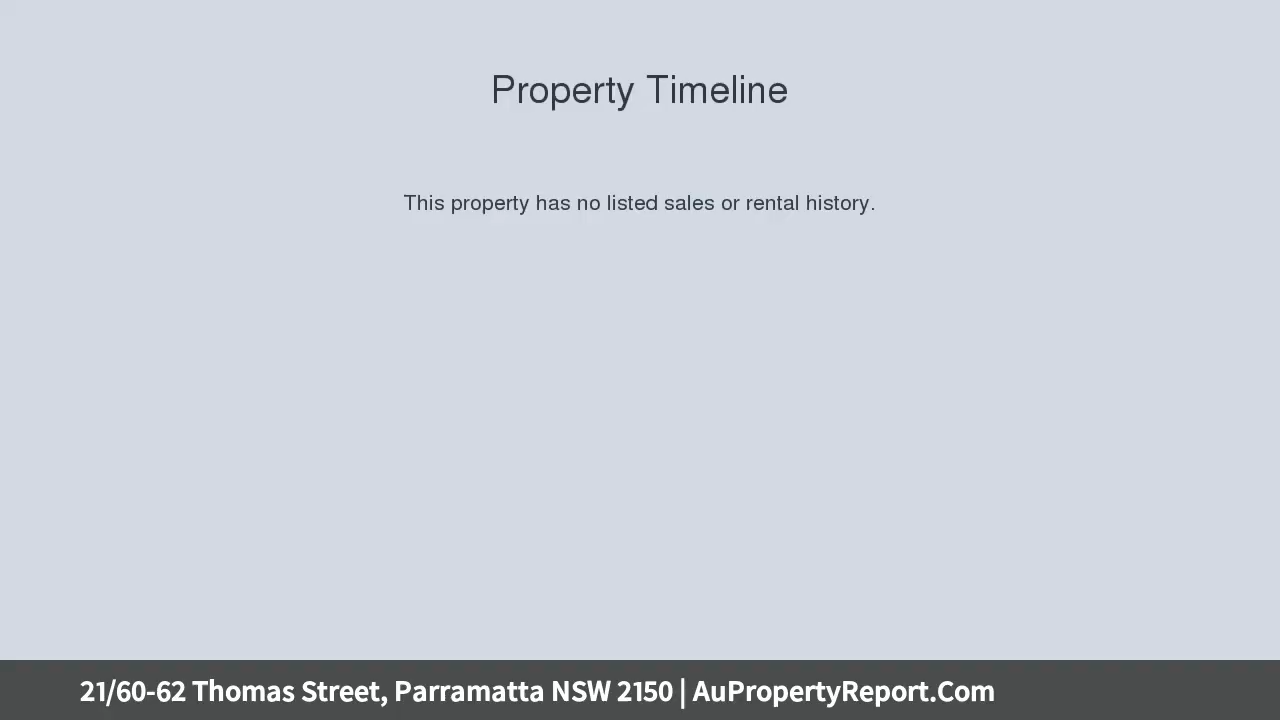 Property Timeline
This property has no listed sales or rental history.
21/60-62 Thomas Street, Parramatta NSW 2150 | AuPropertyReport.Com